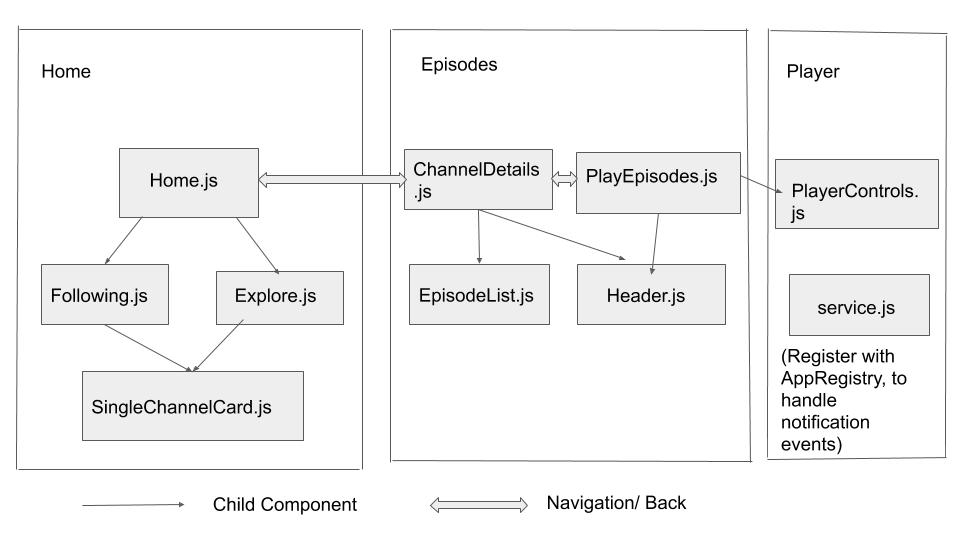 Home
Home.js
Following.js
Explore.js
SingleChannelCard.js
Episodes
ChannelDetails
.js
PlayEpisodes.js
EpisodeList.js
Header.js
Player
PlayerControls.
js
service.js
(Register with
AppRegistry, to
handle
notification
events)
Child Component
Navigation/ Back